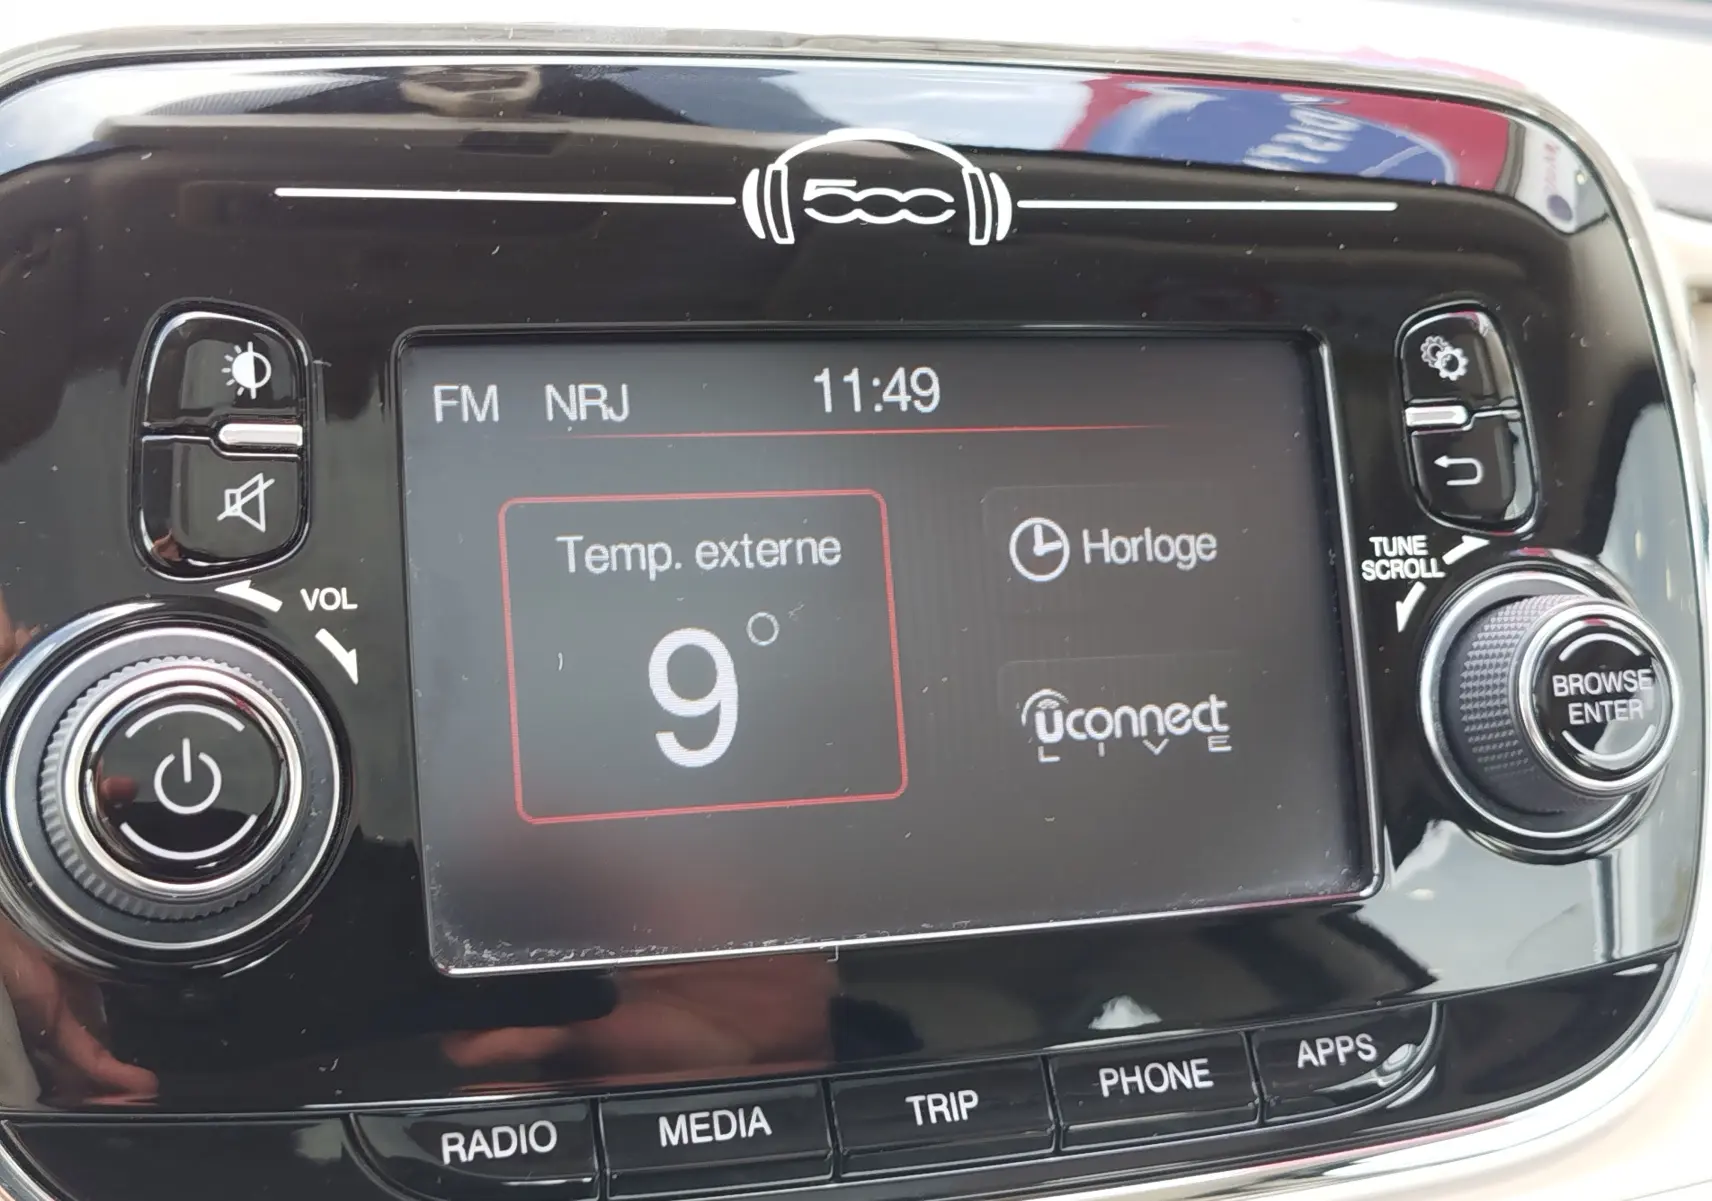 500
FM NRJ 11:49
Temp. externe
9°
Horloge
uconnect
LIVE
VOL
TUNE
SCROLL
BROWSE
ENTER
RADIO
MEDIA
TRIP
PHONE
APPS